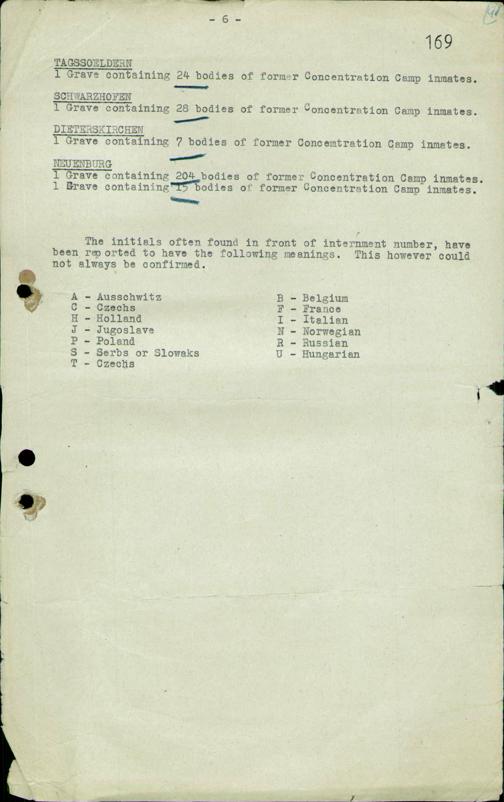 - 6 -
169
TAGSSOELDERN
1 Grave containing 24 bodies of former Concentration Camp inmates.
SCHWARZHOFEN
1 Grave containing 28 bodies of former Concentration Camp inmates.
DIETERSKIRCHEN
1 Grave containing 7 bodies of former Concemtration Camp inmates.
NEUENBURG
1 Grave containing 204 bodies of former Concentration Camp inmates.
1 Grave containing 15 bodies of former Concentration Camp inmates.
The initials often found in front of internment number, have
been reported to have the following meanings. This however could
not always be confirmed.
A - Ausschwitz
C - Czechs
H - Holland
J - Jugoslave
P - Poland
S - Serbs or Slowaks
T - Czechs
B - Belgium
F - France
I - Italian
N - Norwegian
R - Russian
U - Hungarian